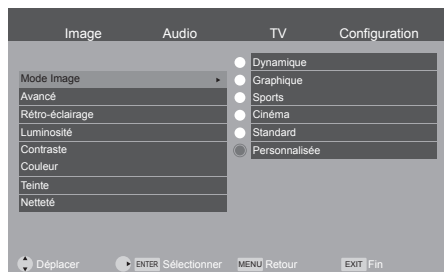 Image Audio TV Configuration
Mode Image
Avancé
Rétro-éclairage
Luminosité
Contraste
Couleur
Teinte
Netteté
Dynamique
Graphique
Sports
Cinéma
Standard
Personnalisée
Déplacer ENTER Sélectionner MENU Retour EXIT Fin